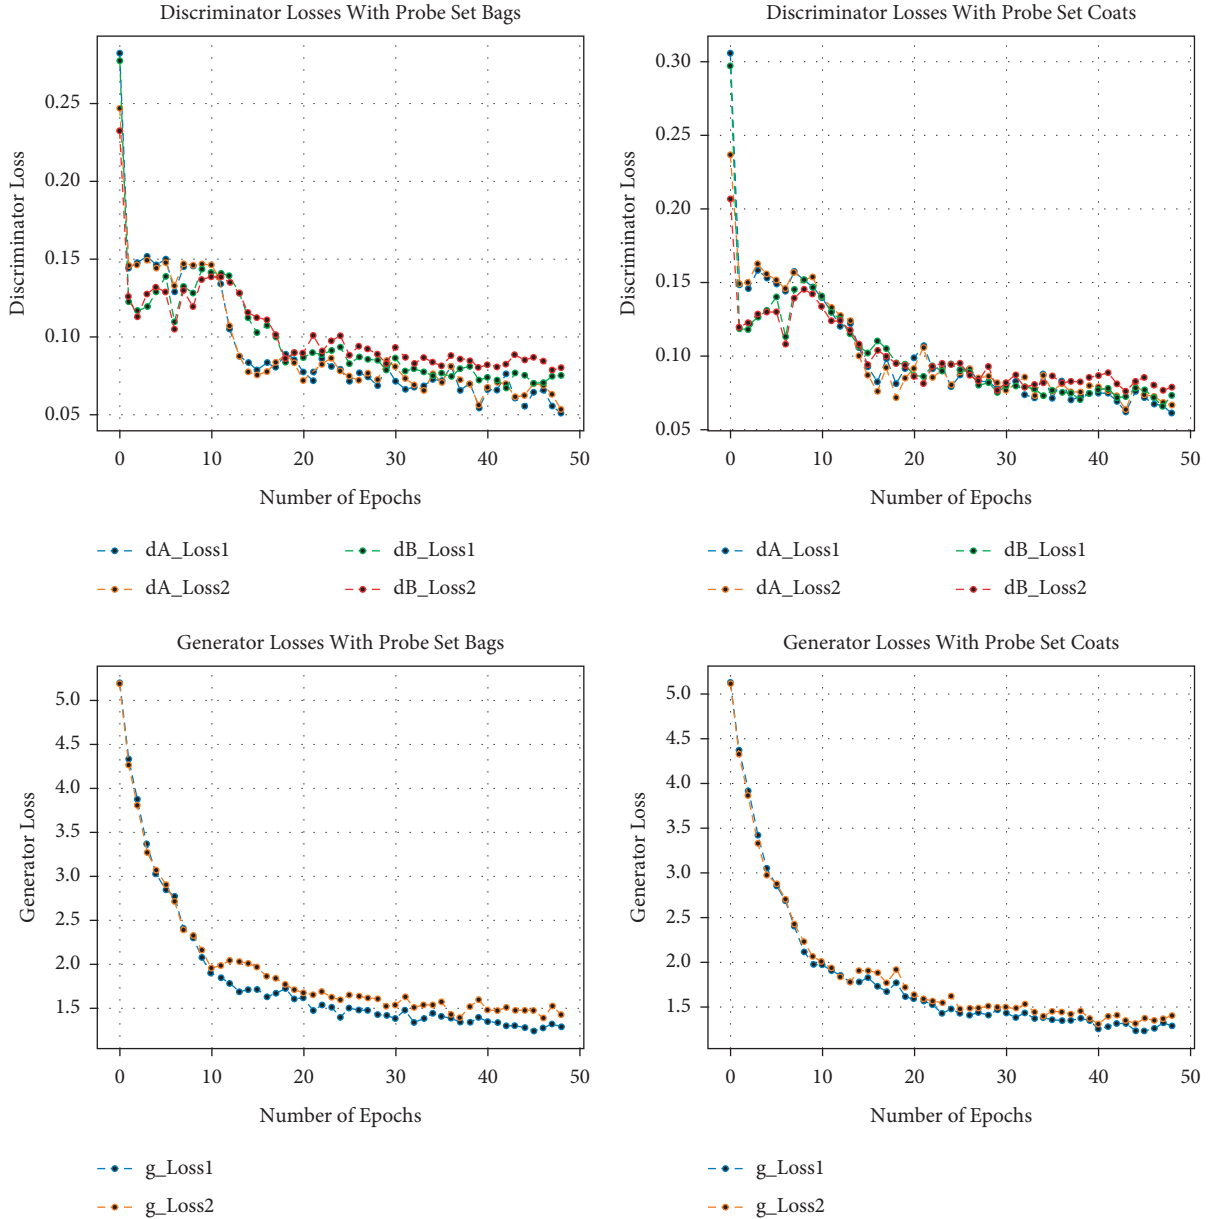 Discriminator Losses With Probe Set Bags
Discriminator Loss
0.25
0.20
0.15
0.10
0.05
0 10 20 30 40 50
Number of Epochs
dA_Loss1 dB_Loss1
dA_Loss2 dB_Loss2
Discriminator Losses With Probe Set Coats
Discriminator Loss
0.30
0.25
0.20
0.15
0.10
0.05
0 10 20 30 40 50
Number of Epochs
dA_Loss1 dB_Loss1
dA_Loss2 dB_Loss2
Generator Losses With Probe Set Bags
Generator Loss
5.0
4.5
4.0
3.5
3.0
2.5
2.0
1.5
0 10 20 30 40 50
Number of Epochs
g_Loss1
g_Loss2
Generator Losses With Probe Set Coats
Generator Loss
5.0
4.5
4.0
3.5
3.0
2.5
2.0
1.5
0 10 20 30 40 50
Number of Epochs
g_Loss1
g_Loss2